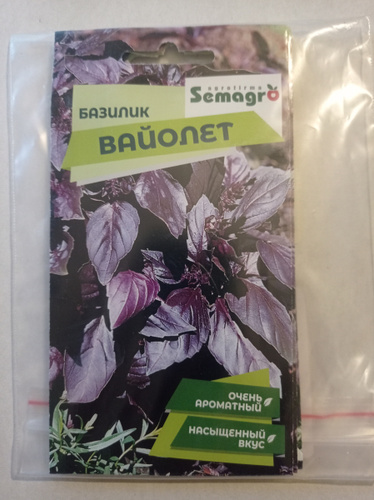 agrofirma
Semagro
БАЗИЛИК
ВАЙОЛЕТ
ОЧЕНЬ
АРОМАТНЫЙ
НАСЫЩЕННЫЙ
ВКУС